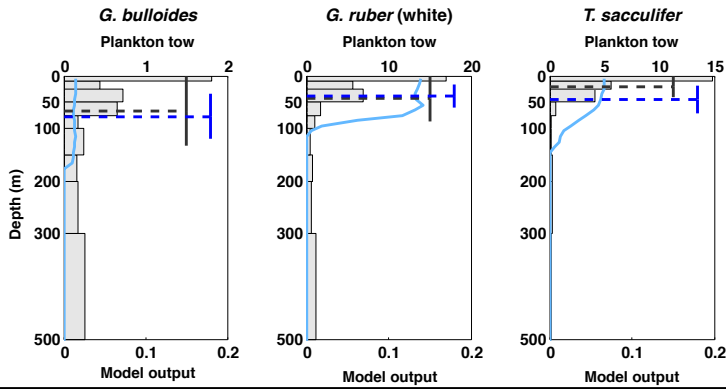 G. bulloides G. ruber (white) T. sacculifer
Plankton tow Plankton tow Plankton tow
0 1 2 0 10 20 0 5 10 15
0 0 0
50 50 50
100 100 100
200 200 200
300 300 300
500 500 500
Depth (m)
0 0.1 0.2 0 0.1 0.2 0 0.1 0.2
Model output Model output Model output